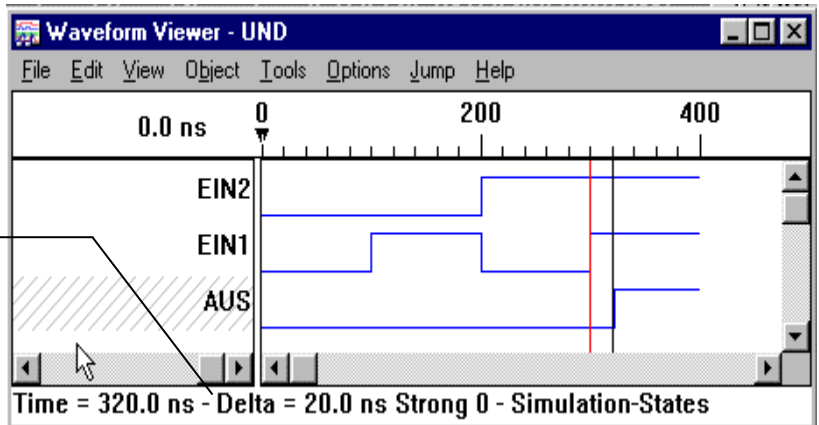 Waveform Viewer - UND
File Edit View Object Tools Options Jump Help
0.0 ns 0 200 400
EIN2
EIN1
AUS
Time = 320.0 ns - Delta = 20.0 ns Strong 0 - Simulation-States